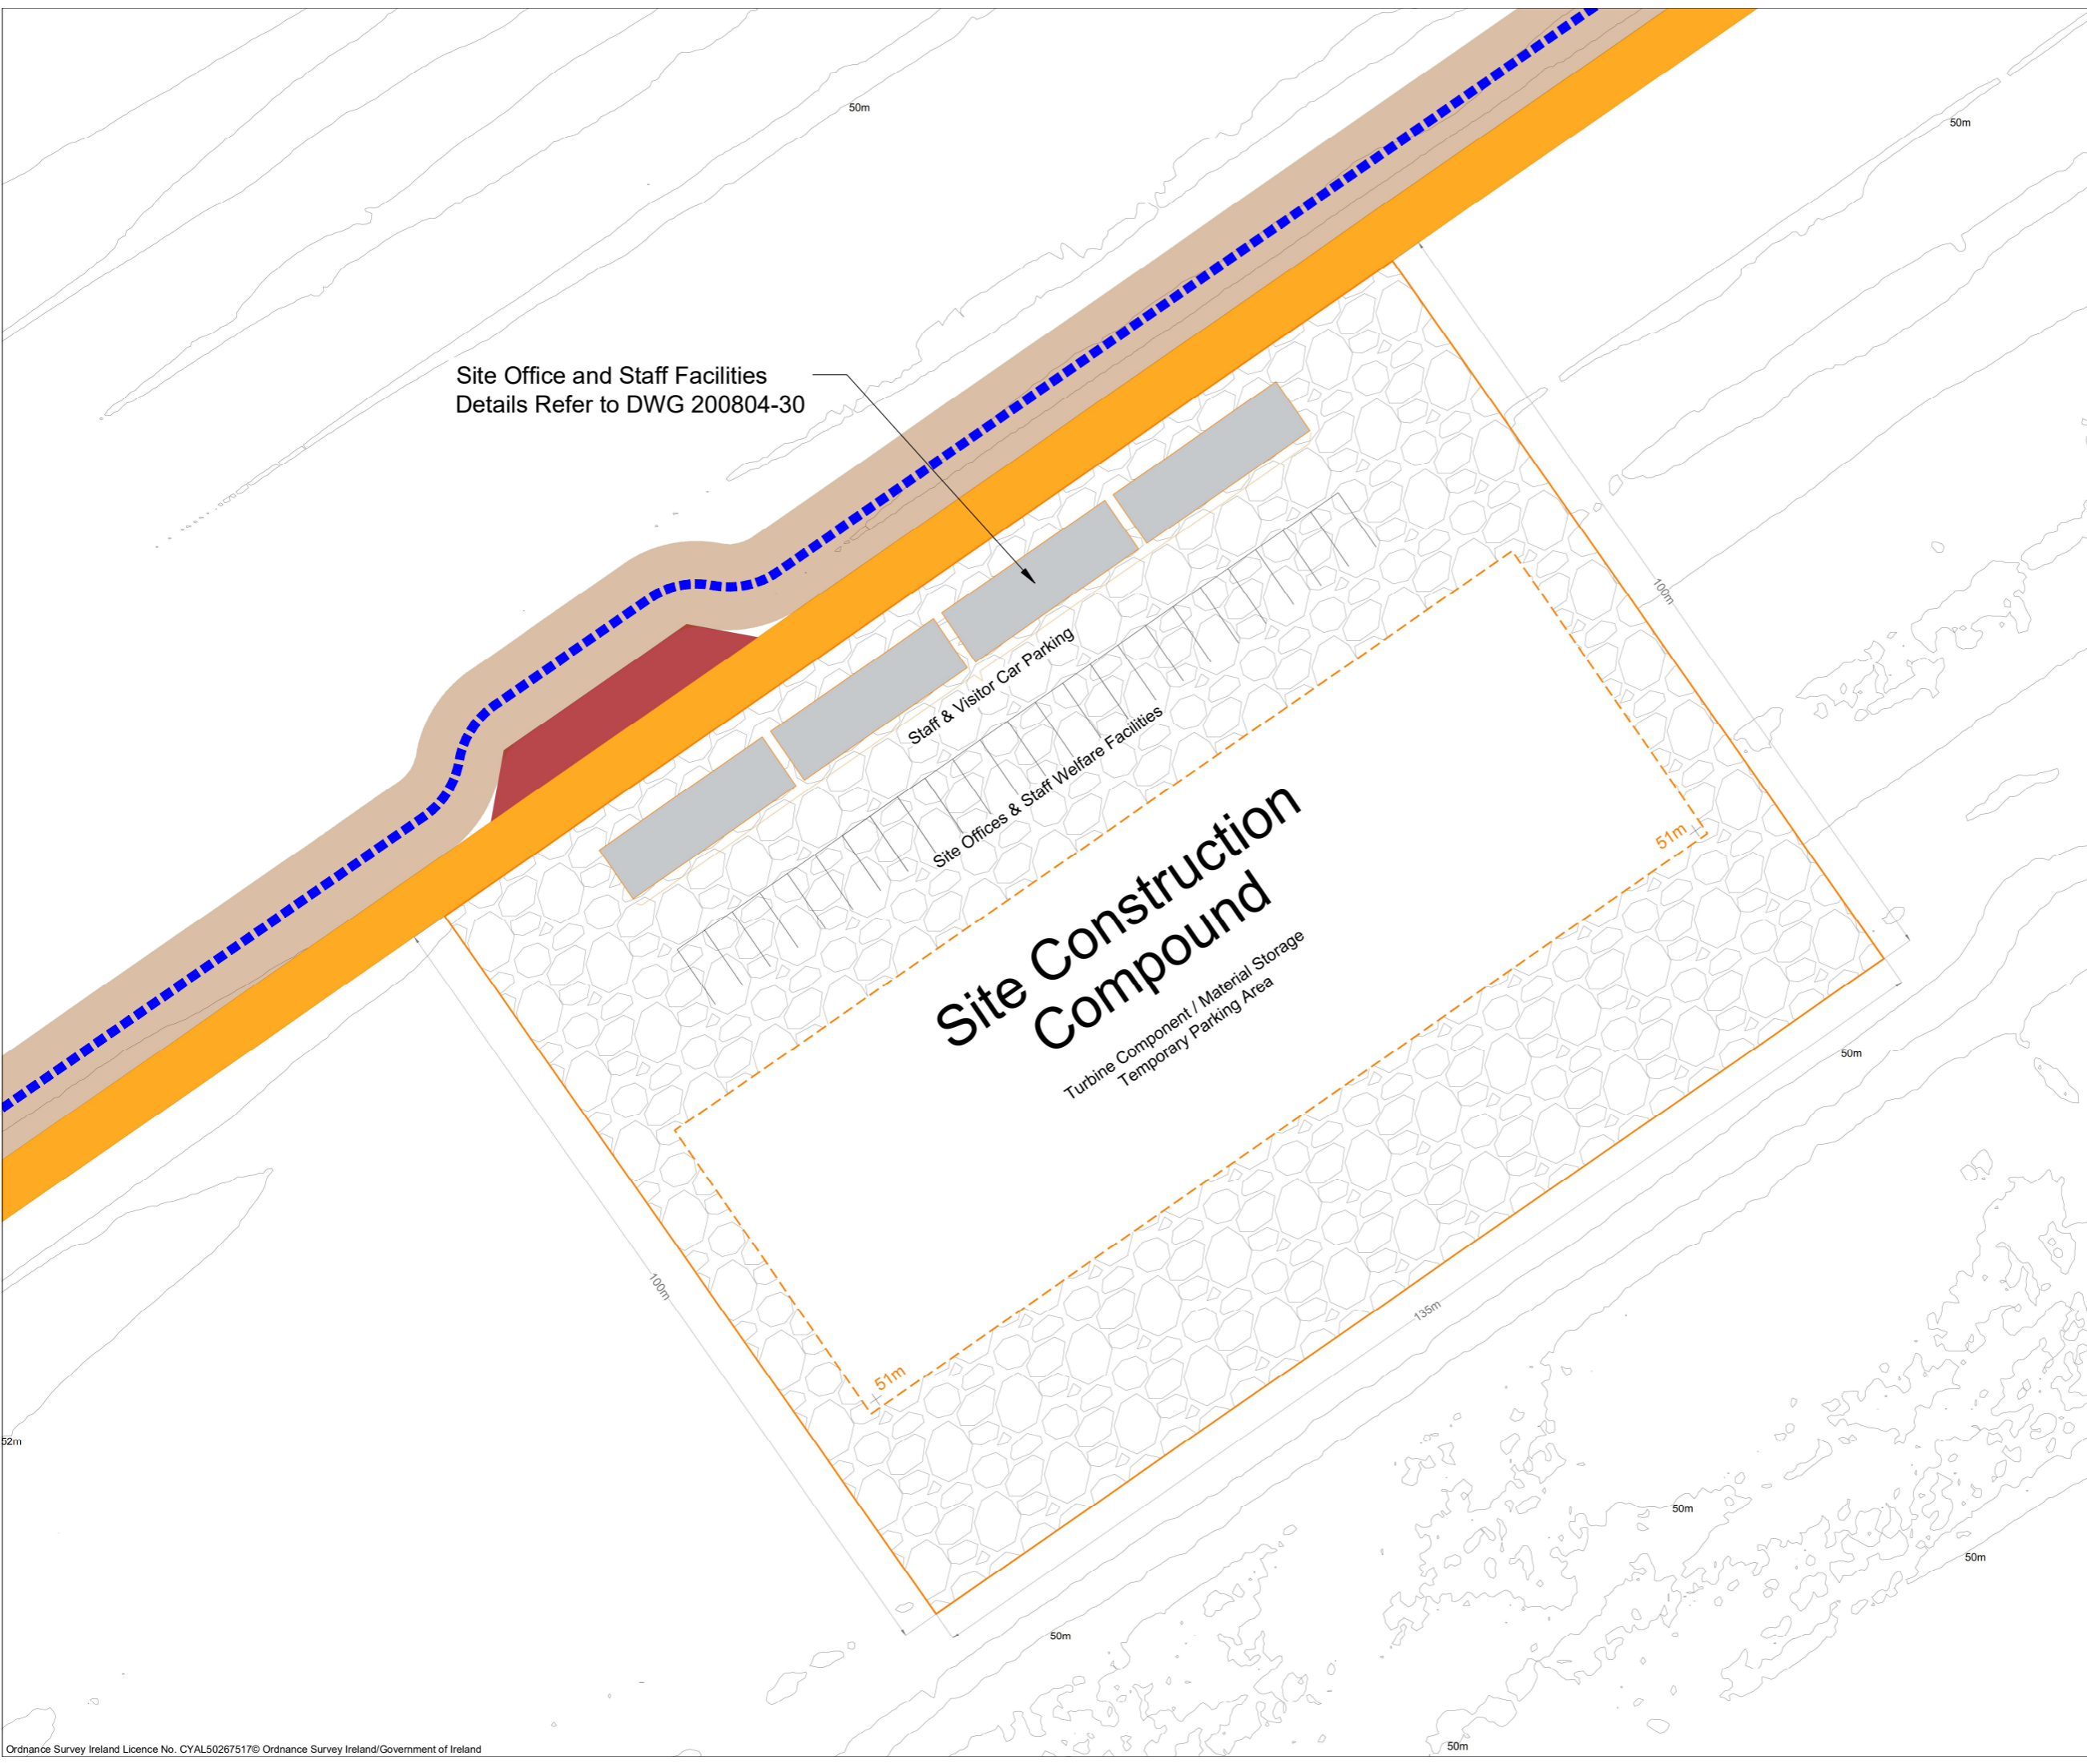 50m
50m
Site Office and Staff Facilities
Details Refer to DWG 200804-30
100m
Staff & Visitor Car Parking
Site Offices & Staff Welfare Facilities
51m
Site Construction
Compound
Turbine Component / Material Storage
Temporary Parking Area
50m
100m
135m
51m
52m
50m
50m
50m
50m
Ordnance Survey Ireland Licence No. CYAL50267517© Ordnance Survey Ireland/Government of Ireland